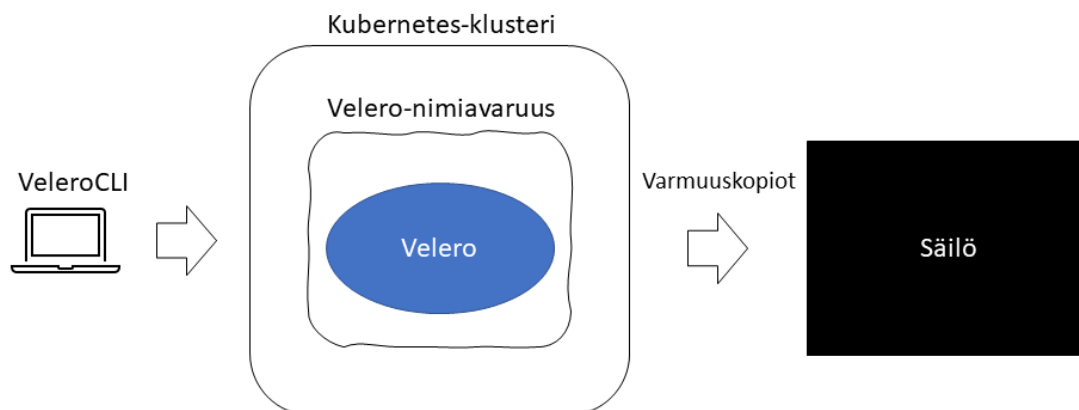 Kubernetes-klusteri
Velero-nimiavaruus
VeleroCLI
Velero
Varmuuskopiot
Säilö